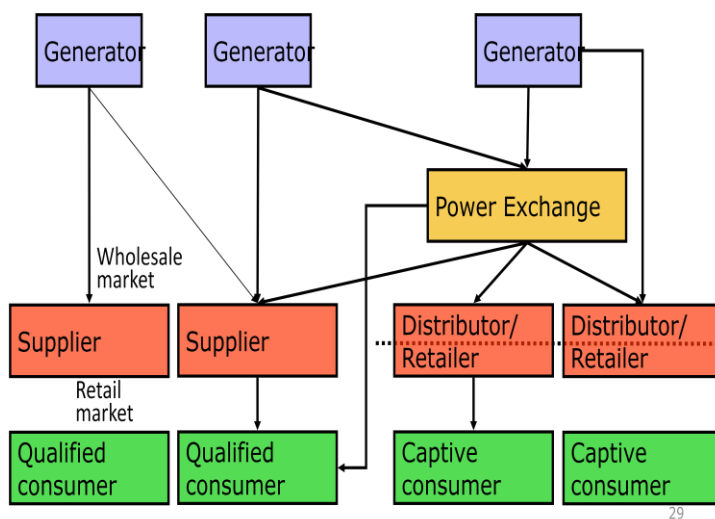 Generator
Generator
Generator
Power Exchange
Wholesale
market
Supplier
Supplier
Distributor/
Retailer
Distributor/
Retailer
Retail
market
Qualified
consumer
Qualified
consumer
Captive
consumer
Captive
consumer
29